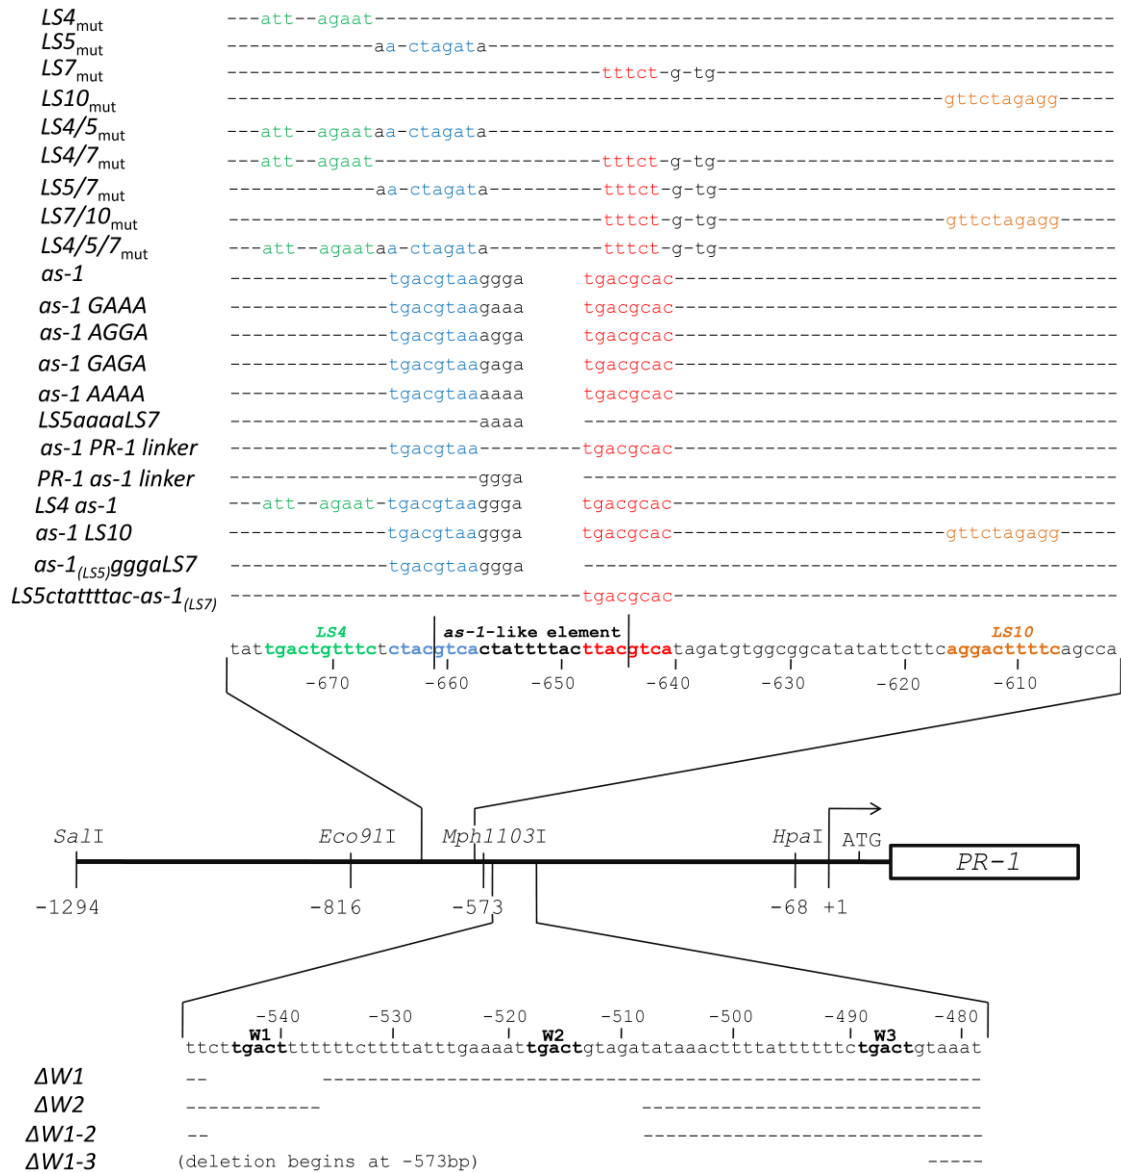 LS4mut ---att--agaat-----------------------------------------------------------------
LS5mut -------------aa-ctagata-------------------------------------------------------
LS7mut ---------------------------------tttct-g-tg-----------------------------------
LS10mut ---------------------------------------------------------------gttctagagg-----
LS4/5mut ---att--agaataa-ctagata-------------------------------------------------------
LS4/7mut ---att--agaat--------------------tttct-g-tg-----------------------------------
LS5/7mut -------------aa-ctagata----------tttct-g-tg-----------------------------------
LS7/10mut ---------------------------------tttct-g-tg--------------------gttctagagg-----
LS4/5/7mut ---att--agaataa-ctagata----------tttct-g-tg-----------------------------------
as-1 --------------tgacgtaaggga     tgacgcac---------------------------------------
as-1 GAAA --------------tgacgtaagaaa     tgacgcac---------------------------------------
as-1 AGGA --------------tgacgtaaagga     tgacgcac---------------------------------------
as-1 GAGA --------------tgacgtaagaga     tgacgcac---------------------------------------
as-1 AAAA --------------tgacgtaaaaaa     tgacgcac---------------------------------------
LS5aaaaLS7 ----------------------aaaa     -----------------------------------------------
as-1 PR-1 linker --------------tgacgtaa---------tgacgcac---------------------------------------
PR-1 as-1 linker ----------------------ggga     -----------------------------------------------
LS4 as-1 ---att--agaat-tgacgtaaggga     tgacgcac---------------------------------------
as-1 LS10 --------------tgacgtaaggga     tgacgcac------------------------gttctagagg-----
as-1(LS5)gggaLS7 --------------tgacgtaaggga     -----------------------------------------------
LS5ctattttac-as-1(LS7) -------------------------------tgacgcac---------------------------------------
LS4 as-1-like element LS10
tattgactgtttctctacgtcactattttacttacgtcatagatgtggcggcatatattcttcaggacttttcagcca
-670 -660 -650 -640 -630 -620 -610
SalI Eco91I Mph1103I HpaI ATG
PR-1
-1294 -816 -573 -68 +1
-540 -530 -520 -510 -500 -490 -480
W1 W2 W3
ttcttgactttttttcttttatttgaaaattgactgtagatataaacttttattttttctgactgtaaat
ΔW1 --          ----------------------------------------------------------
ΔW2 ------------                            ------------------------------
ΔW1-2 --                                      ------------------------------
ΔW1-3 (deletion begins at -573bp) -----